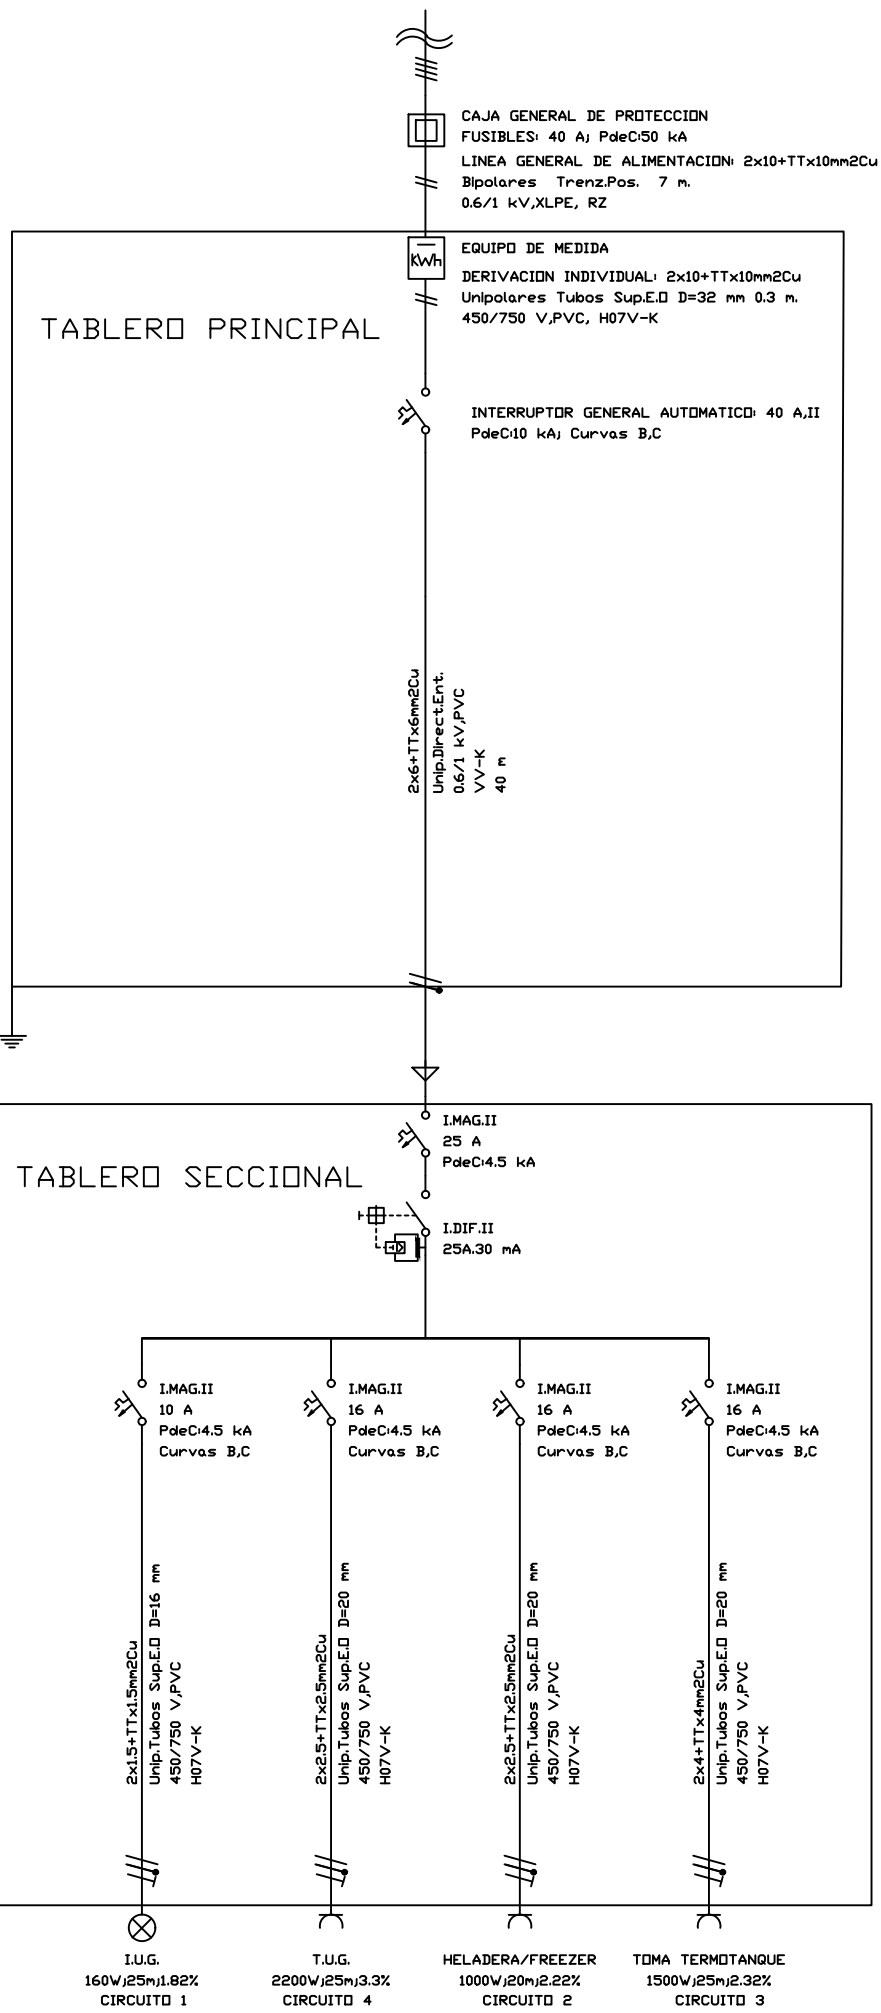 CAJA GENERAL DE PROTECCION
FUSIBLES: 40 A; PdeC:50 kA
LINEA GENERAL DE ALIMENTACION: 2x10+TTx10mm2Cu
Bipolares Trenz.Pos. 7 m.
0.6/1 kV,XLPE, RZ
KWh
EQUIPO DE MEDIDA
DERIVACION INDIVIDUAL: 2x10+TTx10mm2Cu
Unipolares Tubos Sup.E.O D=32 mm 0.3 m.
450/750 V,PVC, H07V-K
TABLERO PRINCIPAL
INTERRUPTOR GENERAL AUTOMATICO: 40 A,II
PdeC:10 kA; Curvas B,C
2x6+TTx6mm2Cu
Unip.Direct.Ent.
0.6/1 kV,PVC
VV-K
40 m
TABLERO SECCIONAL
I.MAG.II
25 A
PdeC:4.5 kA
I.DIF.II
25A.30 mA
I.MAG.II
10 A
PdeC:4.5 kA
Curvas B,C
I.MAG.II
16 A
PdeC:4.5 kA
Curvas B,C
I.MAG.II
16 A
PdeC:4.5 kA
Curvas B,C
I.MAG.II
16 A
PdeC:4.5 kA
Curvas B,C
2x1.5+TTx1.5mm2Cu
Unip.Tubos Sup.E.O D=16 mm
450/750 V,PVC
H07V-K
2x2.5+TTx2.5mm2Cu
Unip.Tubos Sup.E.O D=20 mm
450/750 V,PVC
H07V-K
2x2.5+TTx2.5mm2Cu
Unip.Tubos Sup.E.O D=20 mm
450/750 V,PVC
H07V-K
2x4+TTx4mm2Cu
Unip.Tubos Sup.E.O D=20 mm
450/750 V,PVC
H07V-K
I.U.G.
160W;25m;1.82%
CIRCUITO 1
T.U.G.
2200W;25m;3.3%
CIRCUITO 4
HELADERA/FREEZER
1000W;20m;2.22%
CIRCUITO 2
TOMA TERMOTANQUE
1500W;25m;2.32%
CIRCUITO 3